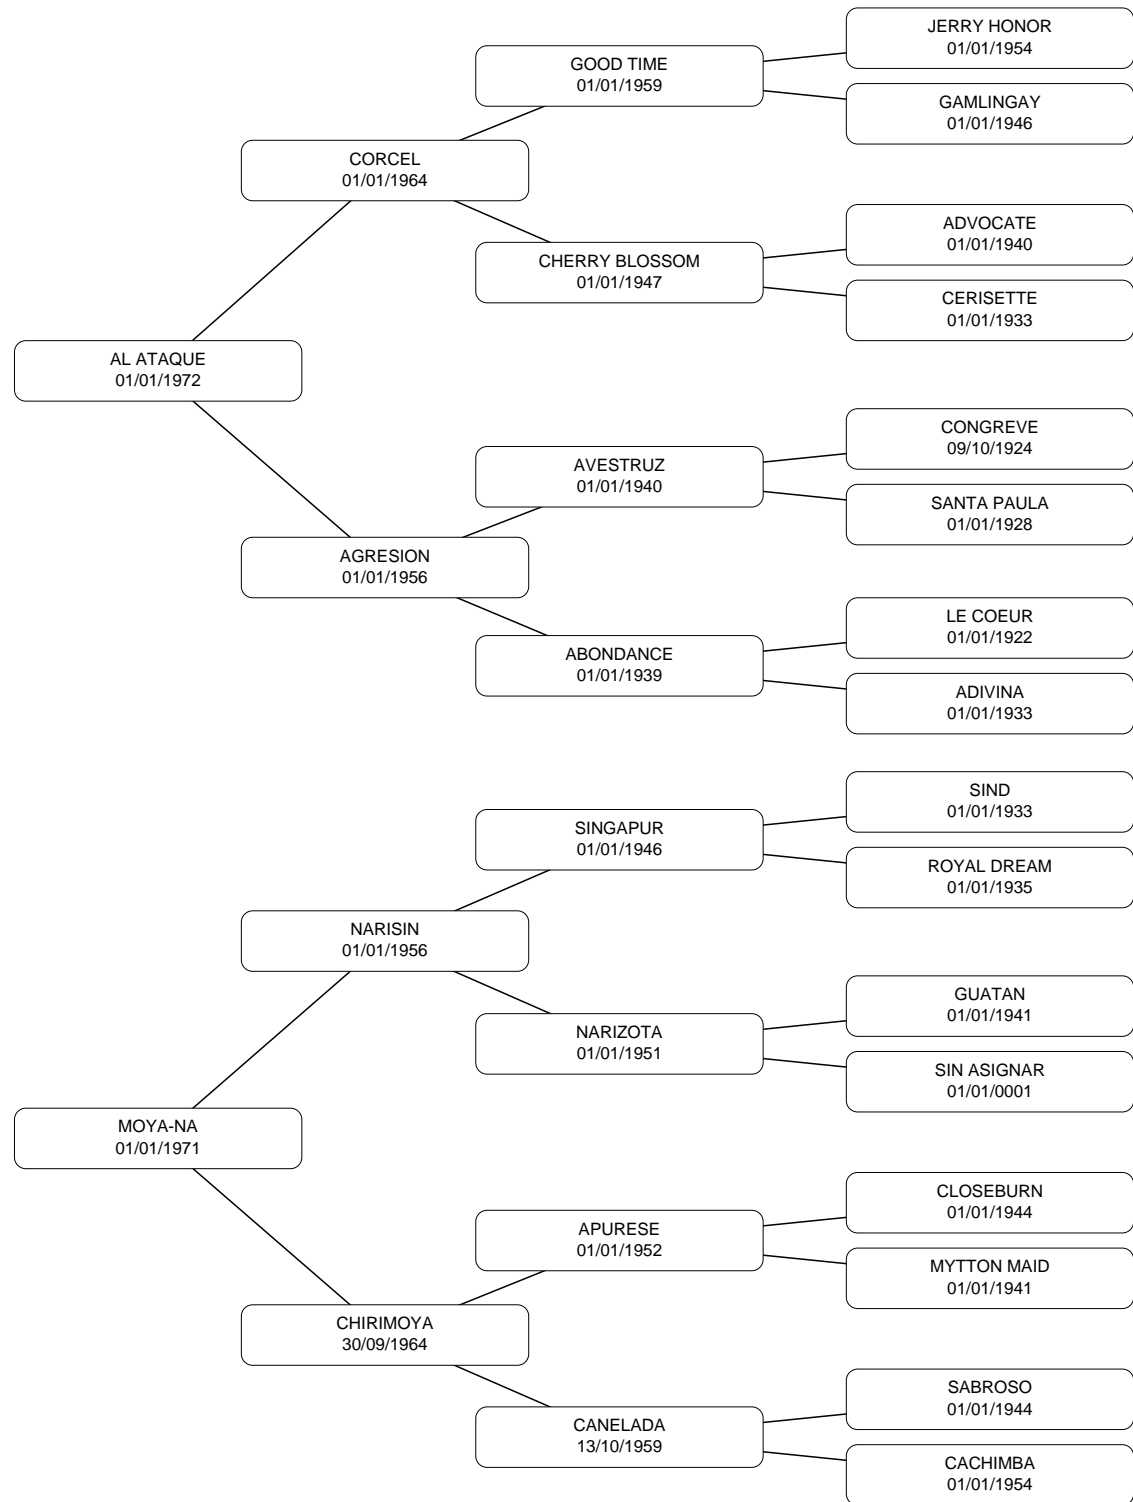 JERRY HONOR
01/01/1954
GOOD TIME
01/01/1959
GAMLINGAY
01/01/1946
CORCEL
01/01/1964
ADVOCATE
01/01/1940
CHERRY BLOSSOM
01/01/1947
CERISETTE
01/01/1933
AL ATAQUE
01/01/1972
CONGREVE
09/10/1924
AVESTRUZ
01/01/1940
SANTA PAULA
01/01/1928
AGRESION
01/01/1956
LE COEUR
01/01/1922
ABONDANCE
01/01/1939
ADIVINA
01/01/1933
SIND
01/01/1933
SINGAPUR
01/01/1946
ROYAL DREAM
01/01/1935
NARISIN
01/01/1956
GUATAN
01/01/1941
NARIZOTA
01/01/1951
SIN ASIGNAR
01/01/0001
MOYA-NA
01/01/1971
CLOSEBURN
01/01/1944
APURESE
01/01/1952
MYTTON MAID
01/01/1941
CHIRIMOYA
30/09/1964
SABROSO
01/01/1944
CANELADA
13/10/1959
CACHIMBA
01/01/1954